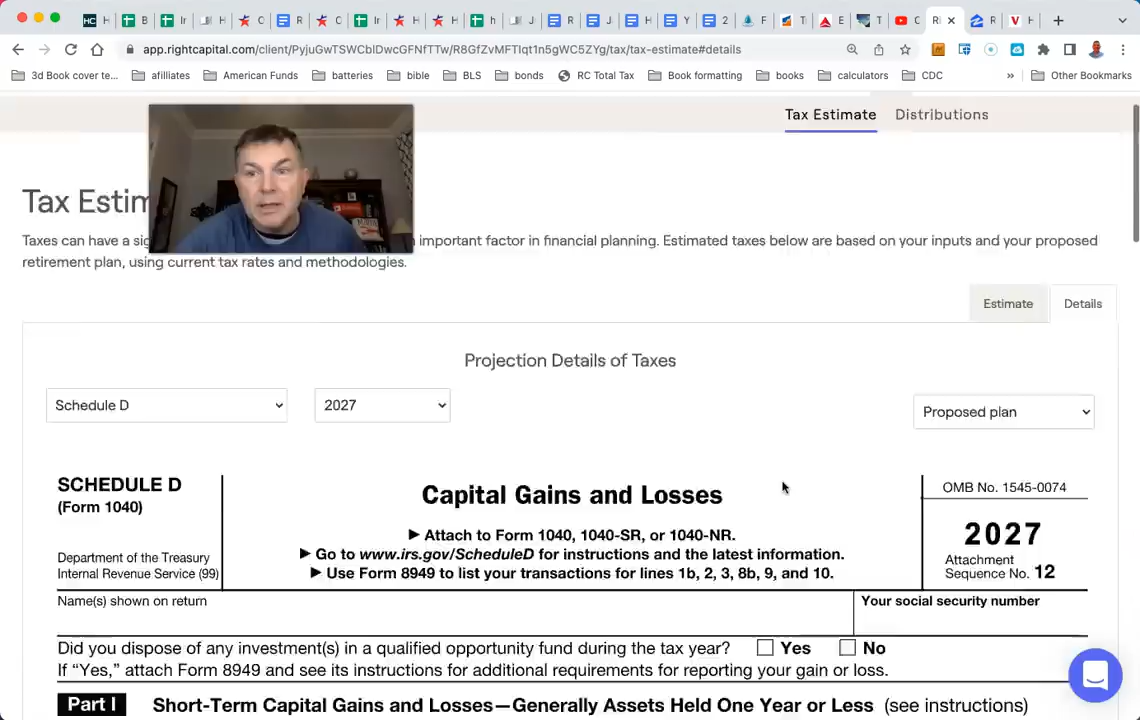 HC H B Ir H C R C Ir H H h J R J H Y 2 F T E T C Ri R H
app.rightcapital.com/client/PyjuGwTSWCblDwcGFNfTTw/R8GfZvMFTIqt1n5gWC5ZYg/tax/tax-estimate#details
3d Book cover te... afilliates American Funds batteries bible BLS bonds RC Total Tax Book formatting books calculators CDC » Other Bookmarks
Tax Estimate Distributions
Tax Estim
Taxes can have a sig important factor in financial planning. Estimated taxes below are based on your inputs and your proposed
retirement plan, using current tax rates and methodologies.
Estimate Details
Projection Details of Taxes
Schedule D 2027 Proposed plan
SCHEDULE D
(Form 1040)
Department of the Treasury
Internal Revenue Service (99)
Capital Gains and Losses
▶ Attach to Form 1040, 1040-SR, or 1040-NR.
▶ Go to www.irs.gov/ScheduleD for instructions and the latest information.
▶ Use Form 8949 to list your transactions for lines 1b, 2, 3, 8b, 9, and 10.
OMB No. 1545-0074
2027
Attachment
Sequence No. 12
Name(s) shown on return Your social security number
Did you dispose of any investment(s) in a qualified opportunity fund during the tax year? Yes No
If "Yes," attach Form 8949 and see its instructions for additional requirements for reporting your gain or loss.
Part I Short-Term Capital Gains and Losses—Generally Assets Held One Year or Less (see instructions)